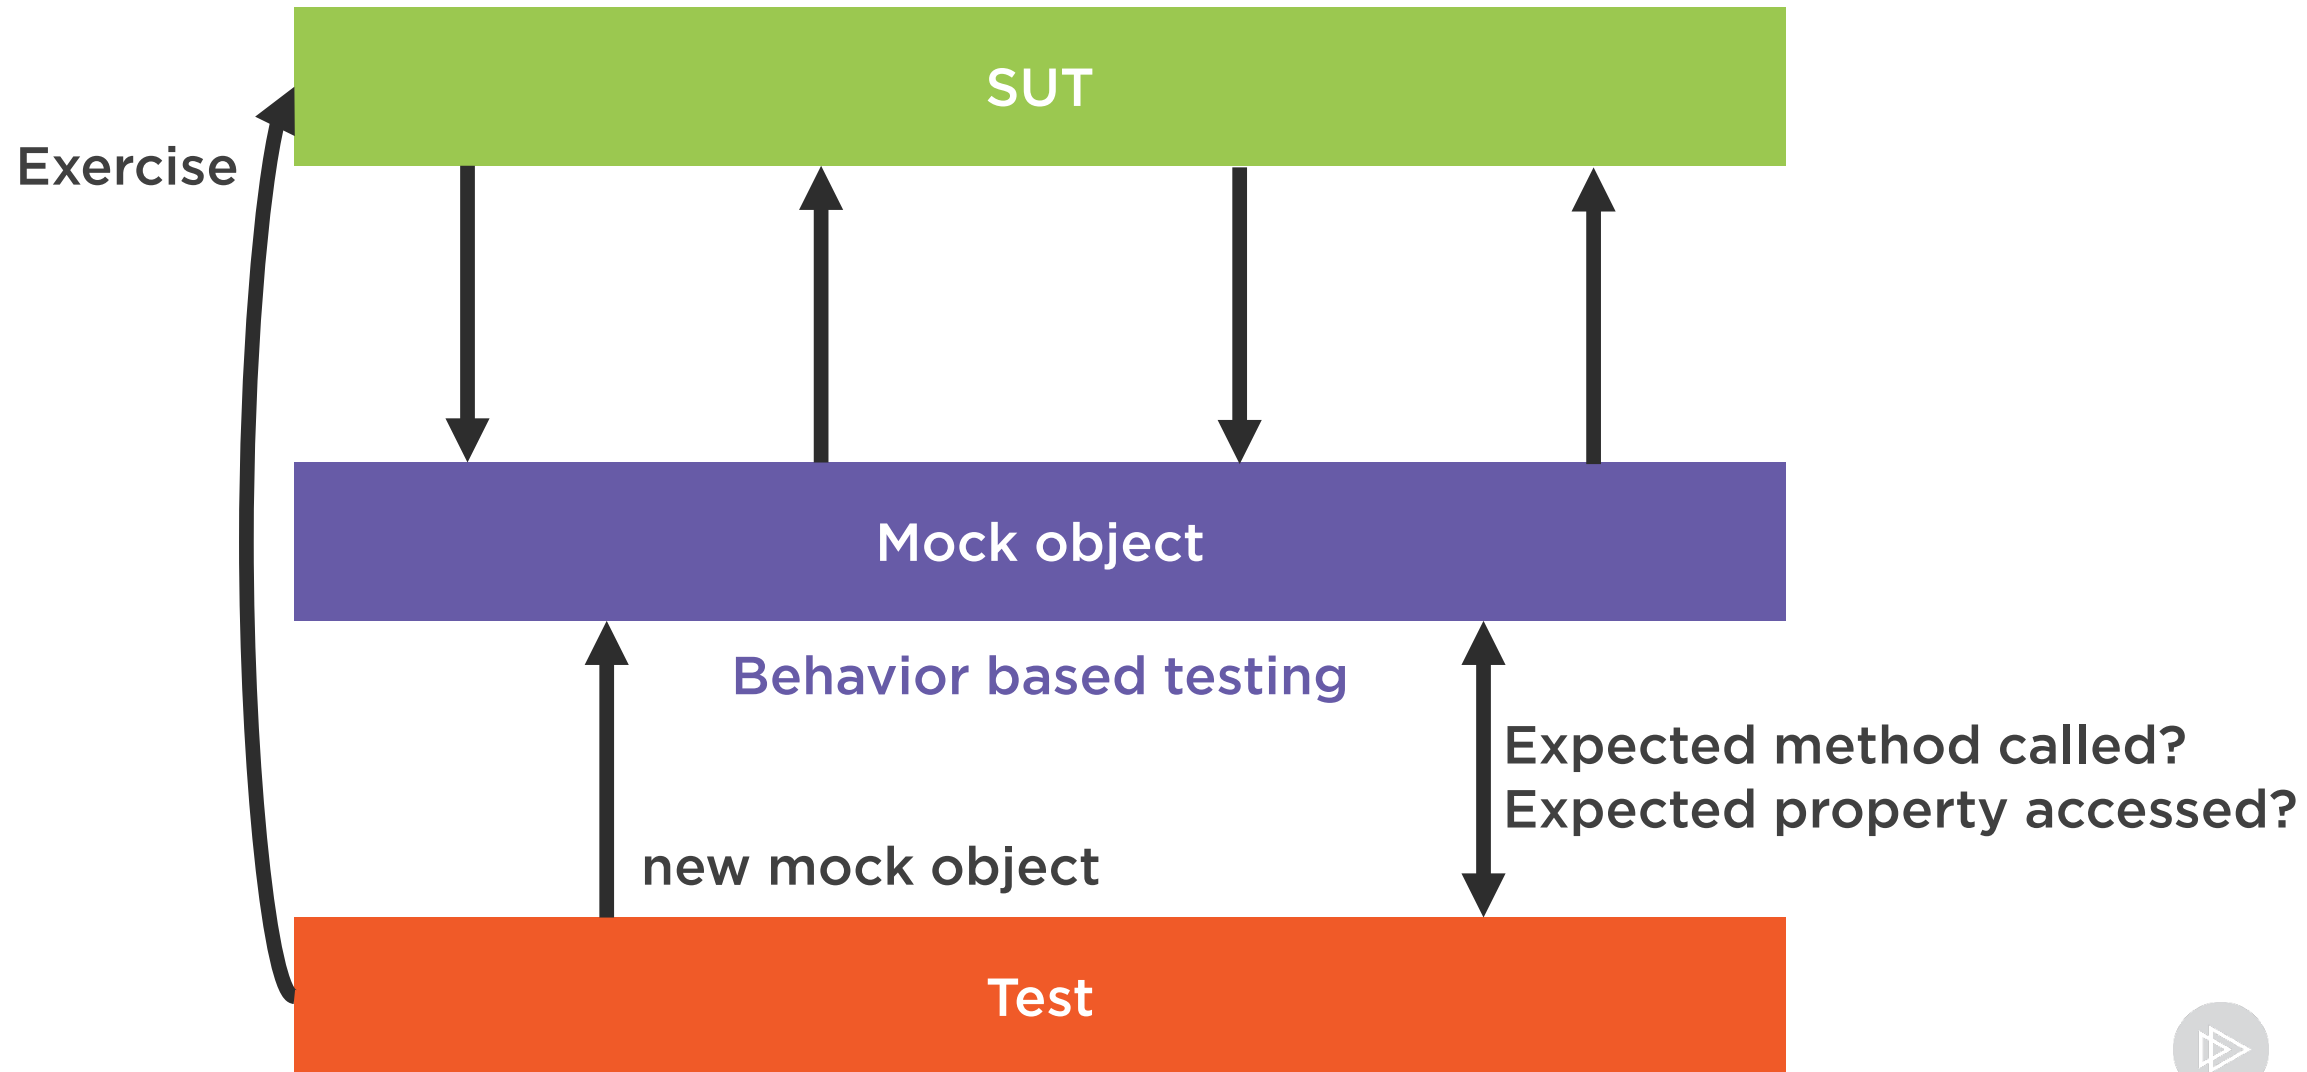 SUT
Exercise
Mock object
Behavior based testing
Expected method called?
Expected property accessed?
new mock object
Test